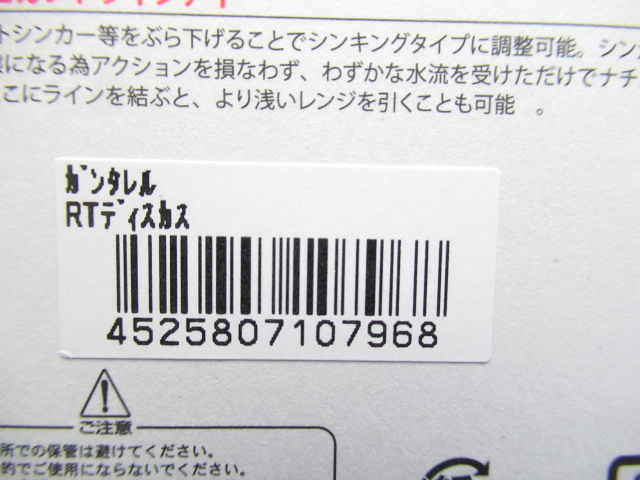 トシンカー等をぶら下げることでシンキングタイプに調整可能。シン
になる為アクションを損なわず、わずかな水流を受けただけでナチ
こにラインを結ぶと、より浅いレンジを引くことも可能 。
ｶﾞﾝﾀﾚﾙ
RTﾃﾞｨｽｶｽ
4525807107968
ご注意
所での保管は避けてください。
的でご使用にならないでください。